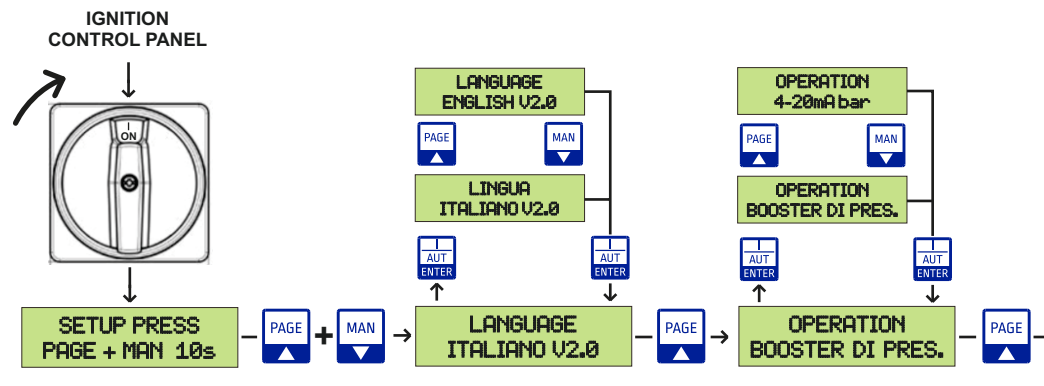 IGNITION
CONTROL PANEL
I
ON
SETUP PRESS
PAGE + MAN 10s
PAGE
+
MAN
LANGUAGE
ENGLISH V2.0
PAGE
MAN
LINGUA
ITALIANO V2.0
I
AUT
ENTER
I
AUT
ENTER
LANGUAGE
ITALIANO V2.0
PAGE
OPERATION
4-20mA bar
PAGE
MAN
OPERATION
BOOSTER DI PRES.
I
AUT
ENTER
I
AUT
ENTER
OPERATION
BOOSTER DI PRES.
PAGE